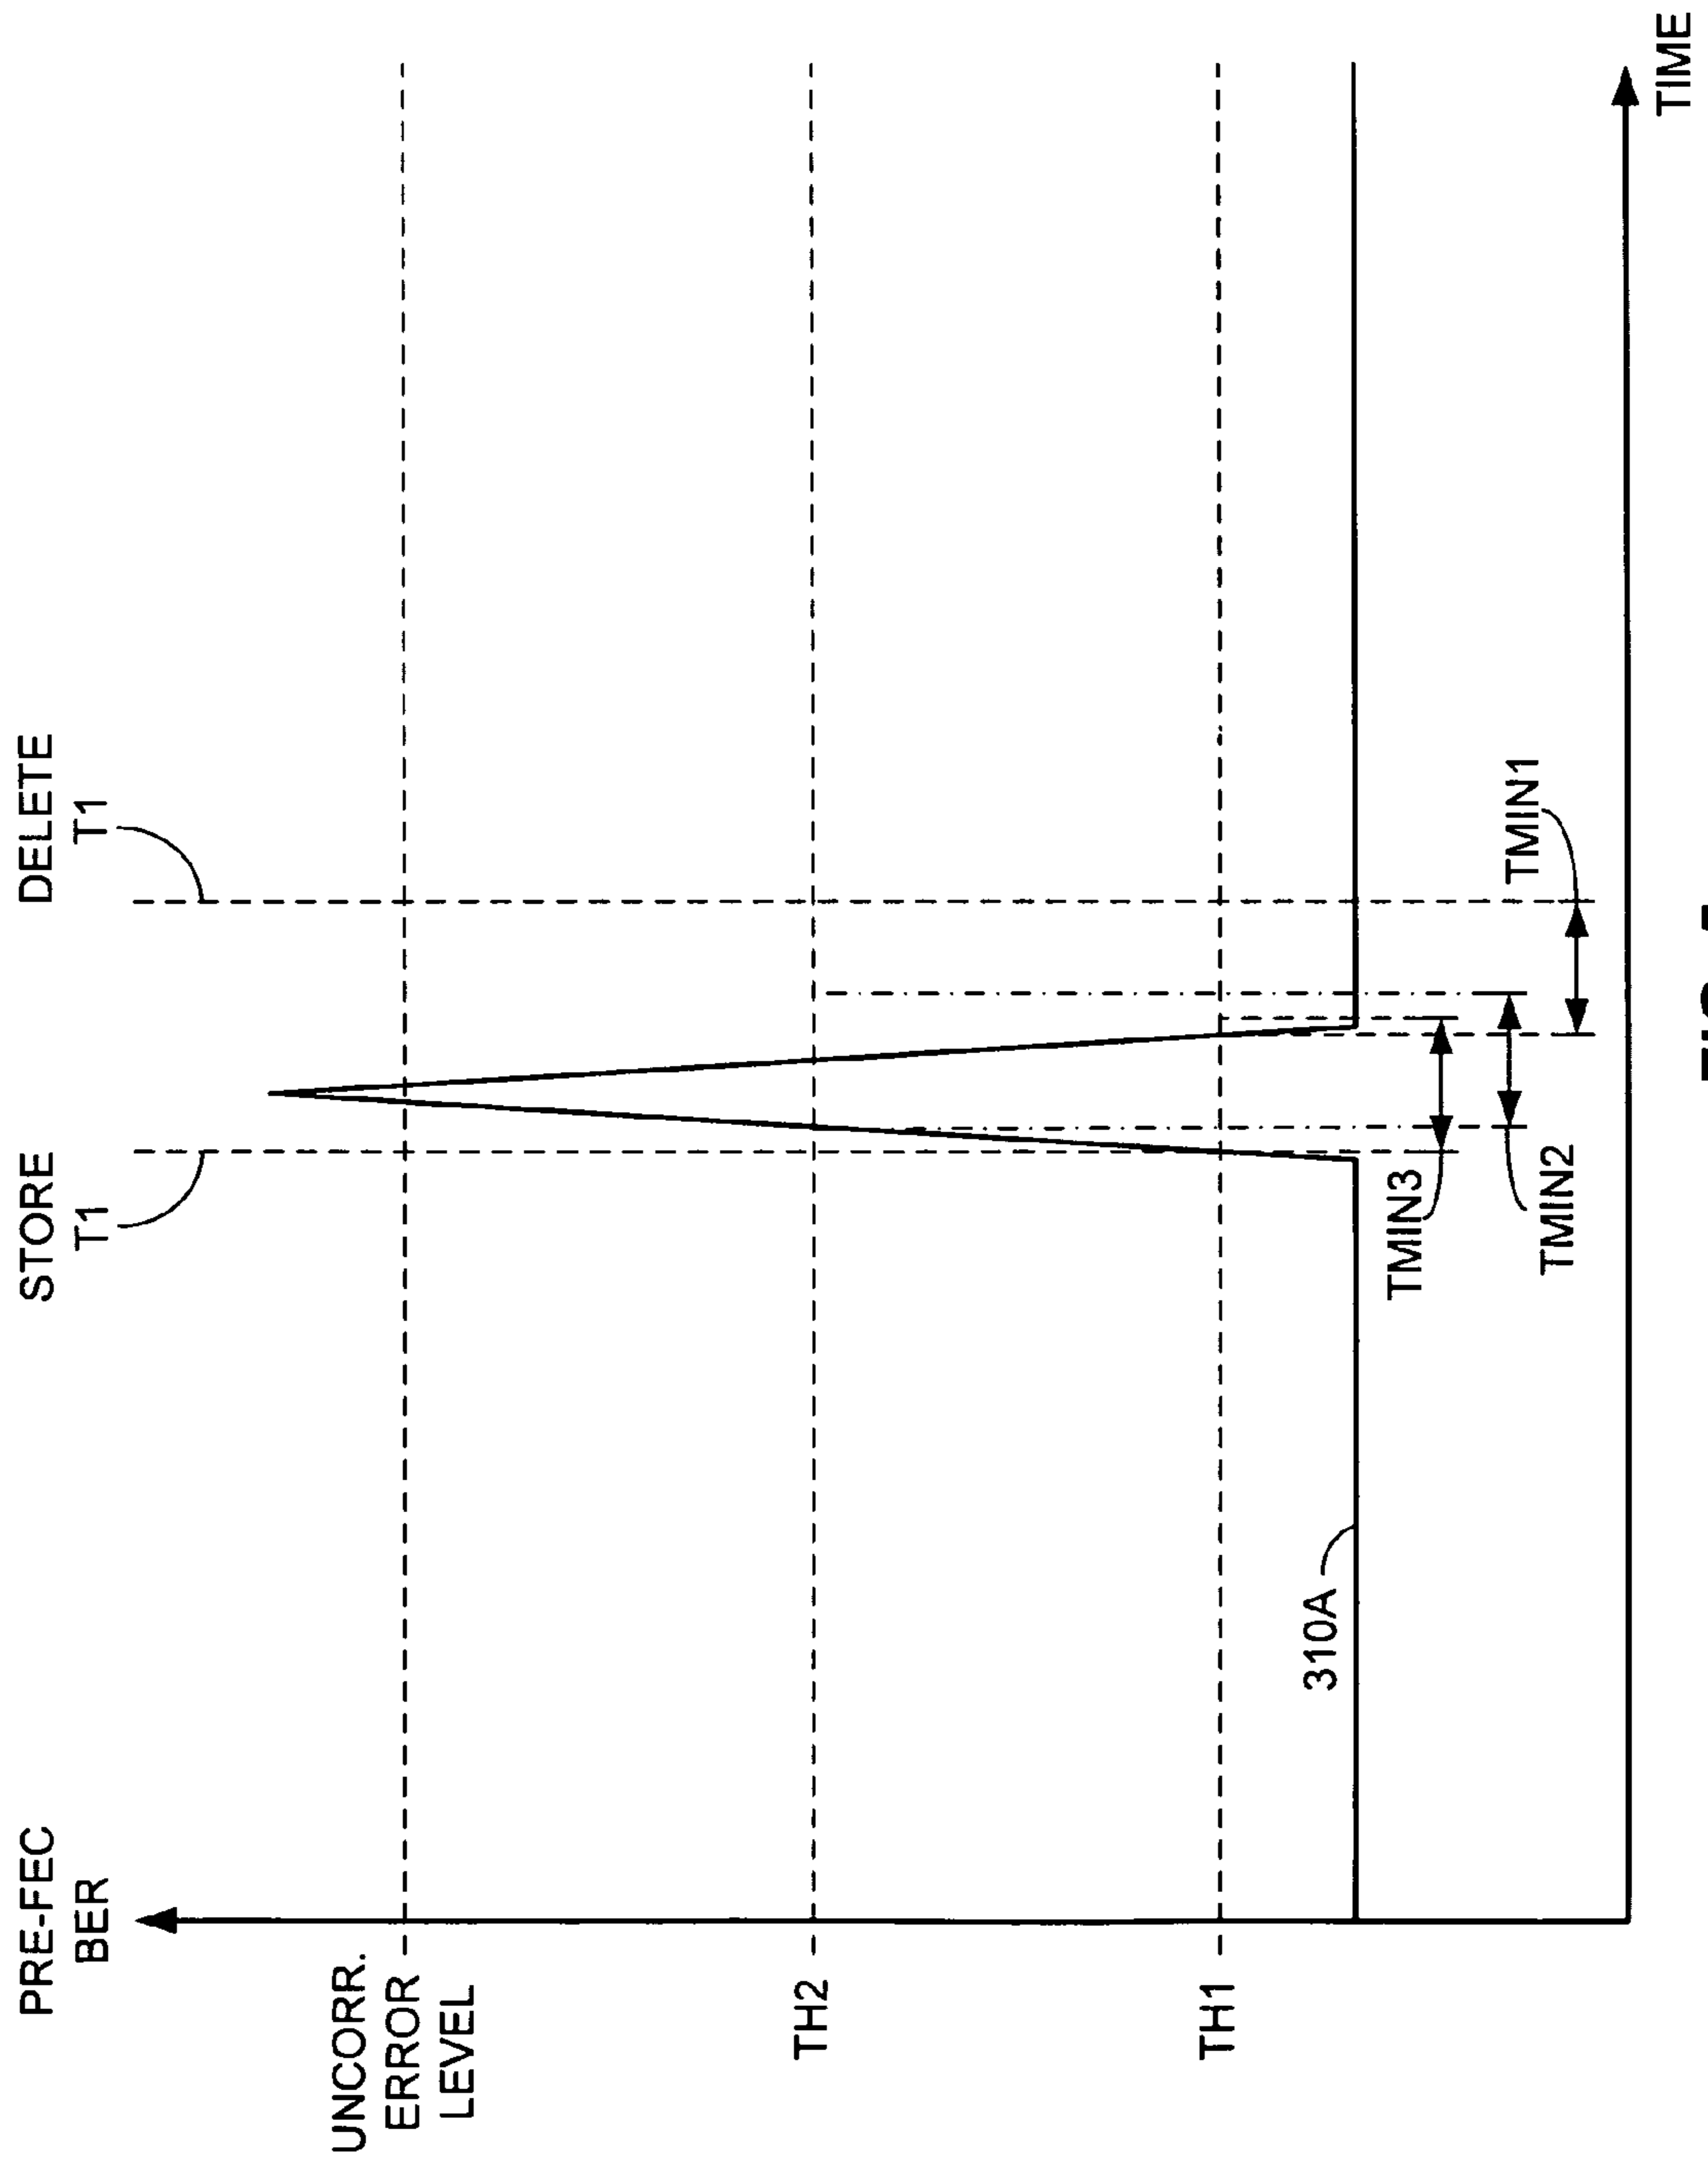 PRE-FEC
BER
STORE
T1
DELETE
T1
UNCORR.
ERROR
LEVEL
TH2
TH1
310A
TMIN3
TMIN2
TMIN1
TIME